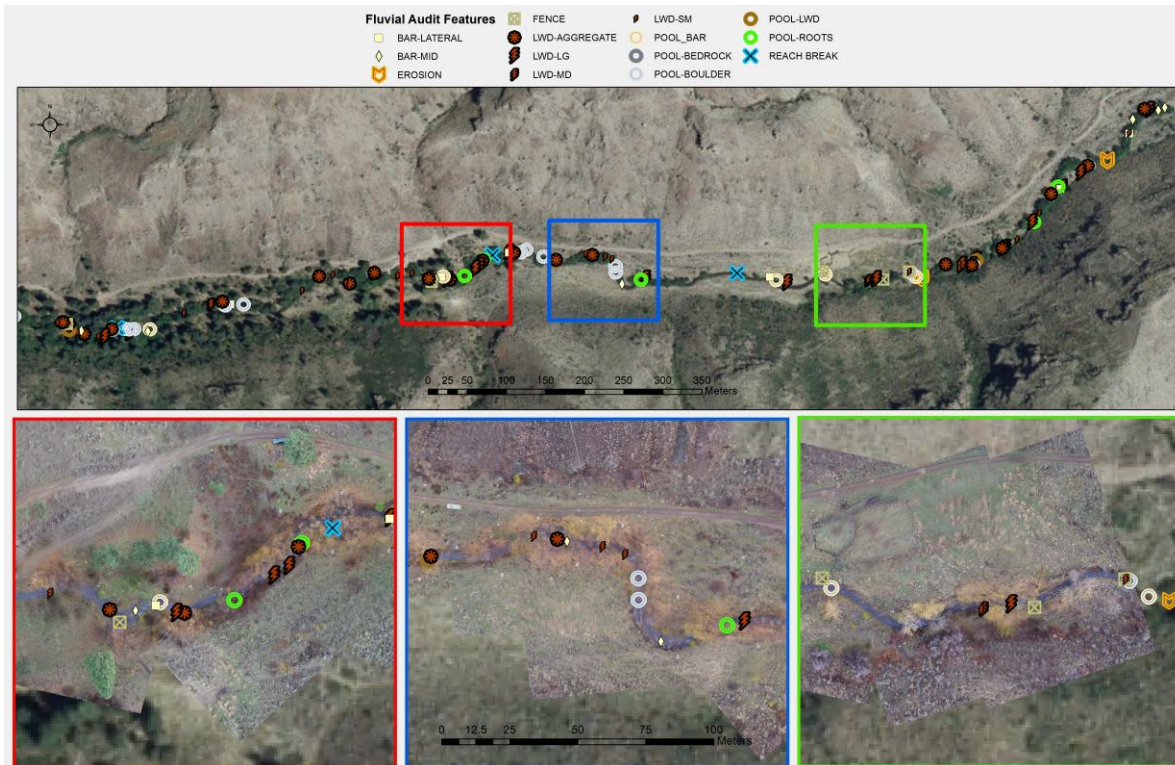 Fluvial Audit Features
BAR-LATERAL
BAR-MID
EROSION
FENCE
LWD-AGGREGATE
LWD-LG
LWD-MD
LWD-SM
POOL_BAR
POOL-BEDROCK
POOL-BOULDER
POOL-LWD
POOL-ROOTS
REACH BREAK
N
W E
S
0 25 50 100 150 200 250 300 350
Meters
0 12.5 25 50 75 100
Meters